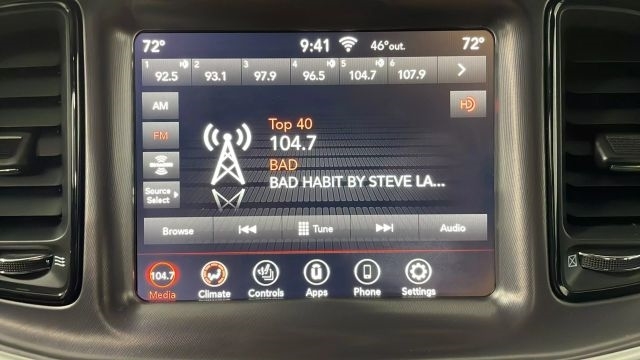 72° 9:41 46°out. 72°
1 2 3 4 5 6
92.5 93.1 97.9 96.5 104.7 107.9
AM
FM
Source
Select
HD
Top 40
104.7
BAD
BAD HABIT BY STEVE LA...
Browse Tune Audio
104.7
Media Climate Controls Apps Phone Settings